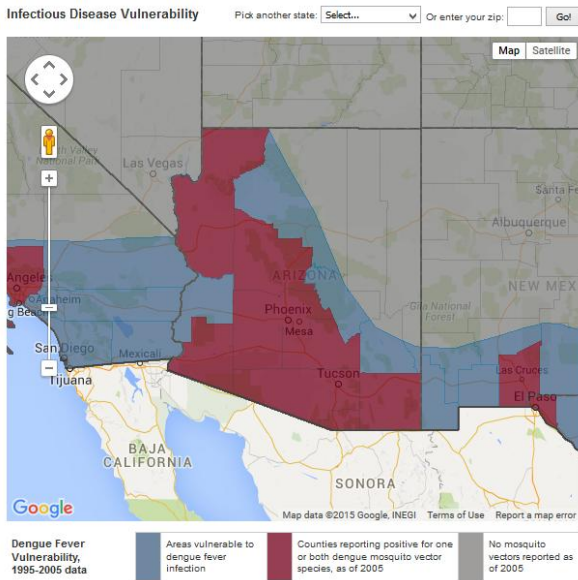 Infectious Disease Vulnerability
Pick another state: Select... Or enter your zip: Go!
Map Satellite
Valley
National Park
Las Vegas
Santa Fe
Albuquerque
ARIZONA
NEW MEX
Angeles
Anaheim
g Beac
Phoenix
Mesa
Gila National
Forest
San Diego
Mexicali
Tijuana
Tucson
Las Cruces
El Paso
BAJA
CALIFORNIA
SONORA
Google
Map data ©2015 Google, INEGI Terms of Use Report a map error
Dengue Fever
Vulnerability,
1995-2005 data
Areas vulnerable to
dengue fever
infection
Counties reporting positive for one
or both dengue mosquito vector
species, as of 2005
No mosquito
vectors reported as
of 2005